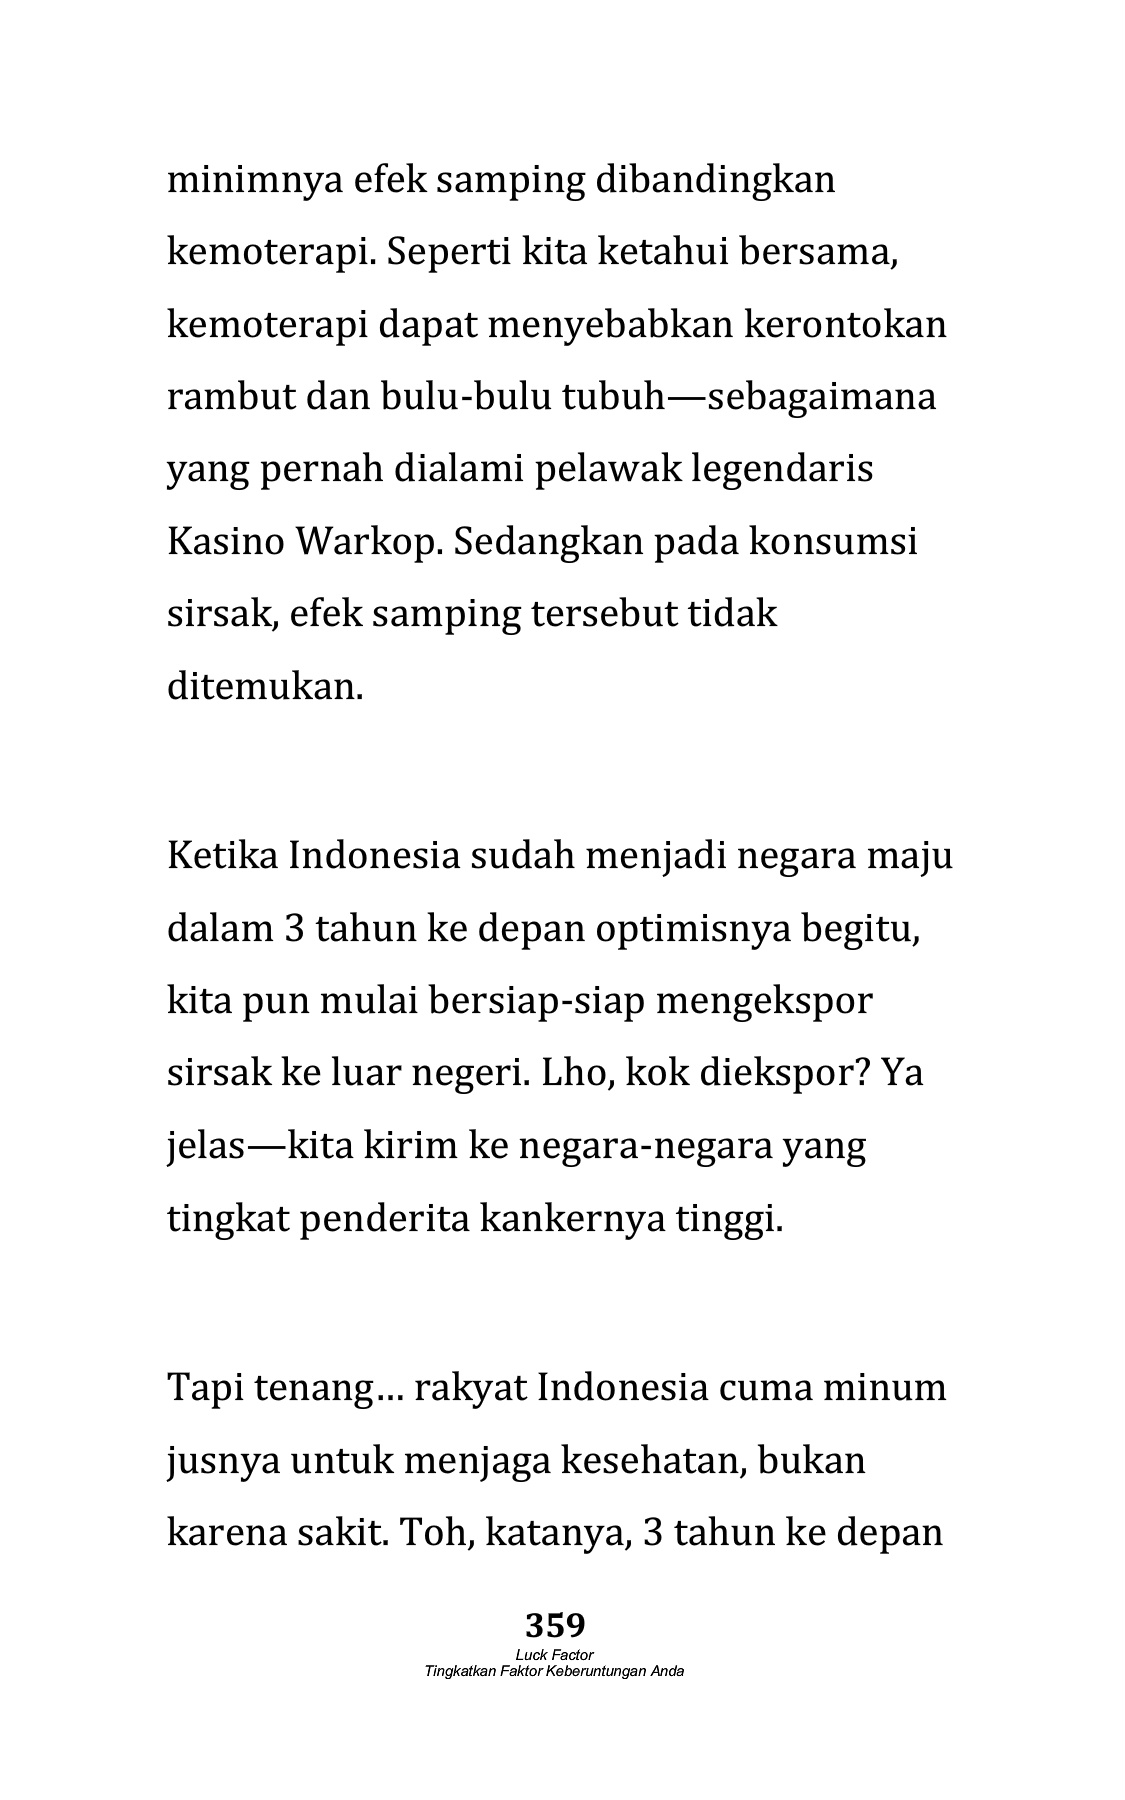 minimnya efek samping dibandingkan
kemoterapi. Seperti kita ketahui bersama,
kemoterapi dapat menyebabkan kerontokan
rambut dan bulu-bulu tubuh—sebagaimana
yang pernah dialami pelawak legendaris
Kasino Warkop. Sedangkan pada konsumsi
sirsak, efek samping tersebut tidak
ditemukan.
Ketika Indonesia sudah menjadi negara maju
dalam 3 tahun ke depan optimisnya begitu,
kita pun mulai bersiap-siap mengekspor
sirsak ke luar negeri. Lho, kok diekspor? Ya
jelas—kita kirim ke negara-negara yang
tingkat penderita kankernya tinggi.
Tapi tenang… rakyat Indonesia cuma minum
jusnya untuk menjaga kesehatan, bukan
karena sakit. Toh, katanya, 3 tahun ke depan
359
Luck Factor
Tingkatkan Faktor Keberuntungan Anda